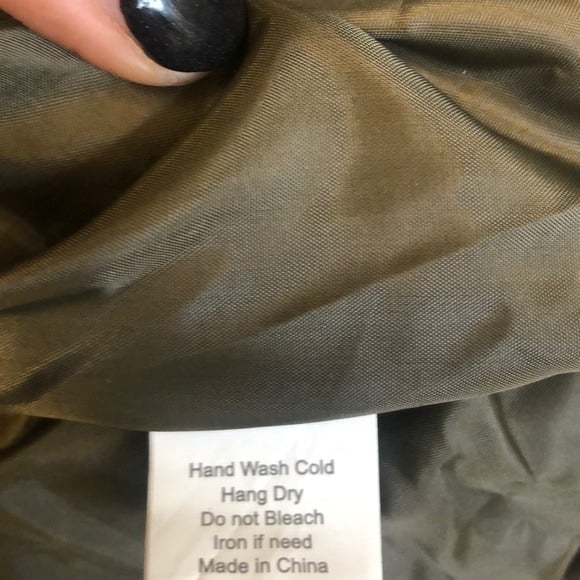 Hand Wash Cold
Hang Dry
Do not Bleach
Iron if need
Made in China